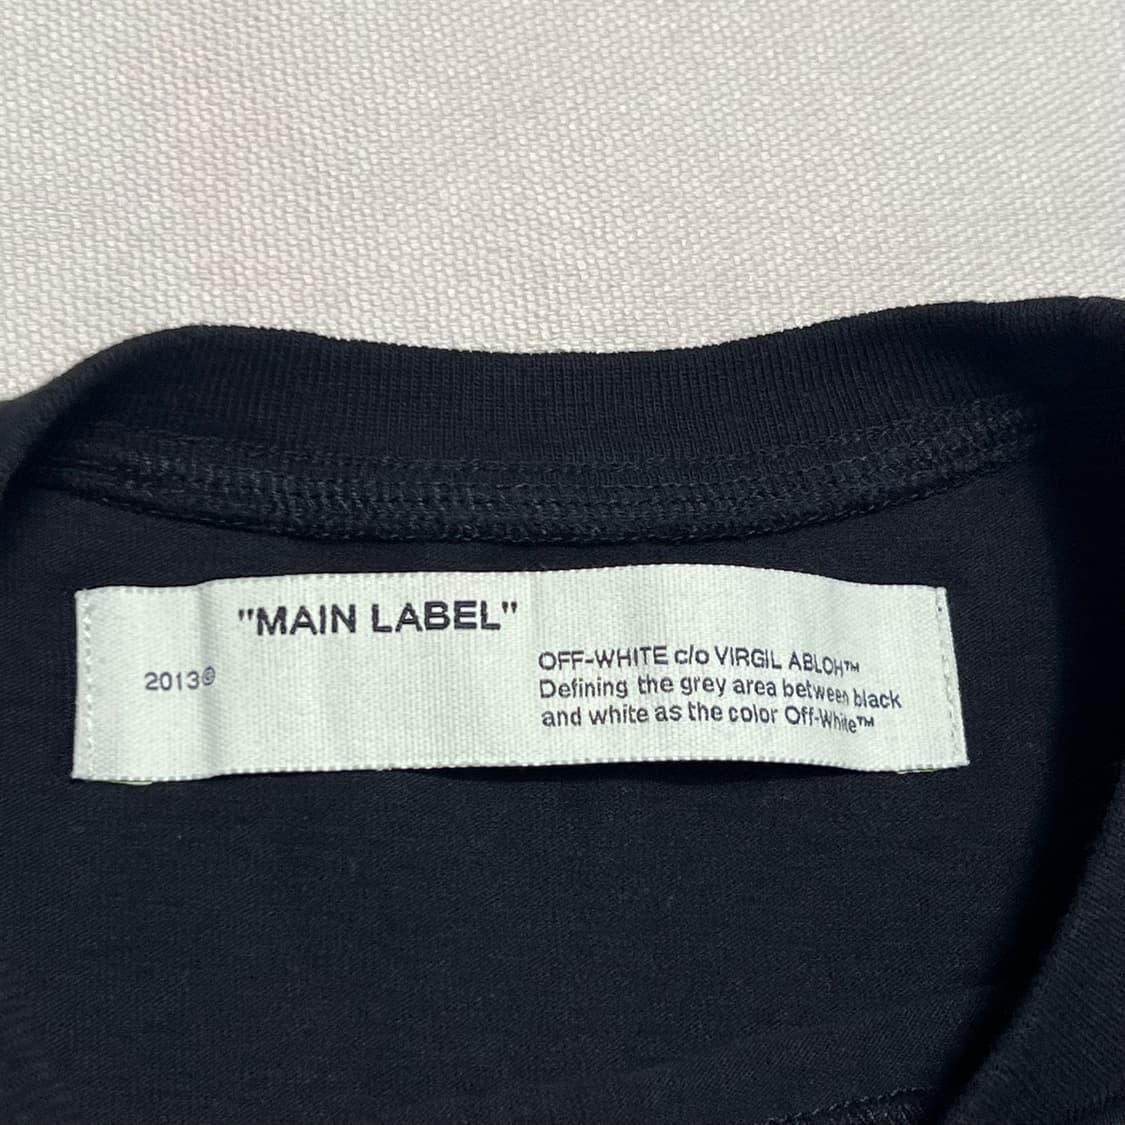 "MAIN LABEL"
2013©
OFF-WHITE c/o VIRGIL ABLOH™
Defining the grey area between black
and white as the color Off-White™